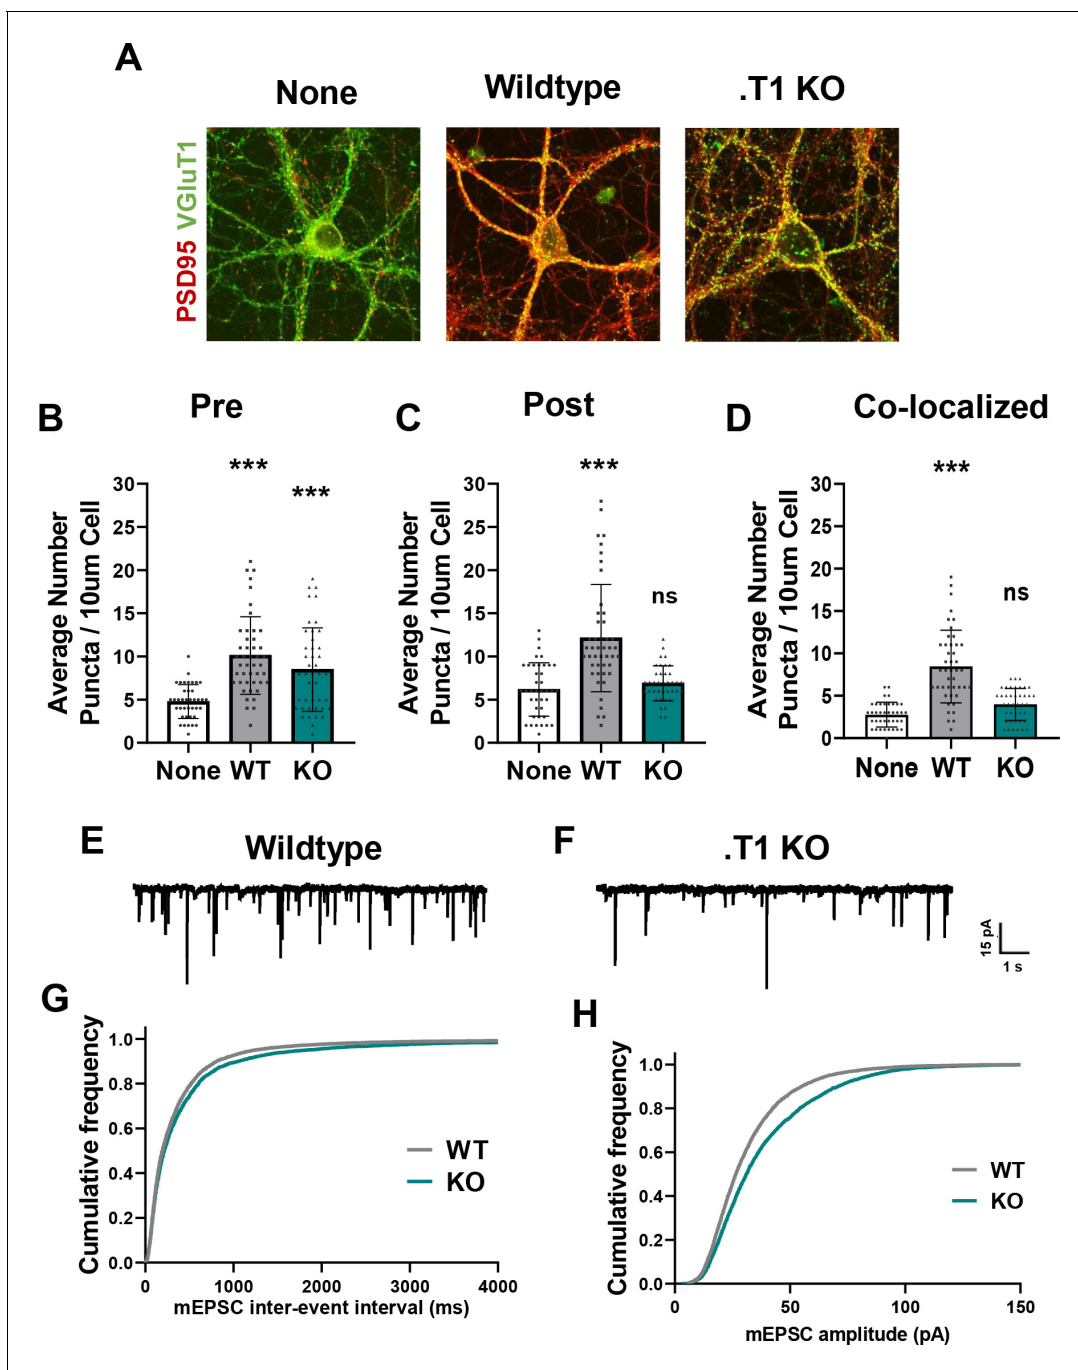 A
None
Wildtype
.T1 KO
PSD95 VGluT1
B
Pre
C
Post
D
Co-localized
Average Number
Puncta / 10um Cell
30
25
20
15
10
5
0
***
***
None WT KO
Average Number
Puncta / 10um Cell
30
25
20
15
10
5
0
***
ns
None WT KO
Average Number
Puncta / 10um Cell
30
25
20
15
10
5
0
***
ns
None WT KO
E
Wildtype
F
.T1 KO
15 pA
1 s
G
Cumulative frequency
1.0
0.8
0.6
0.4
0.2
0.0
WT
KO
0 1000 2000 3000 4000
mEPSC inter-event interval (ms)
H
Cumulative frequency
1.0
0.8
0.6
0.4
0.2
0.0
WT
KO
0 50 100 150
mEPSC amplitude (pA)